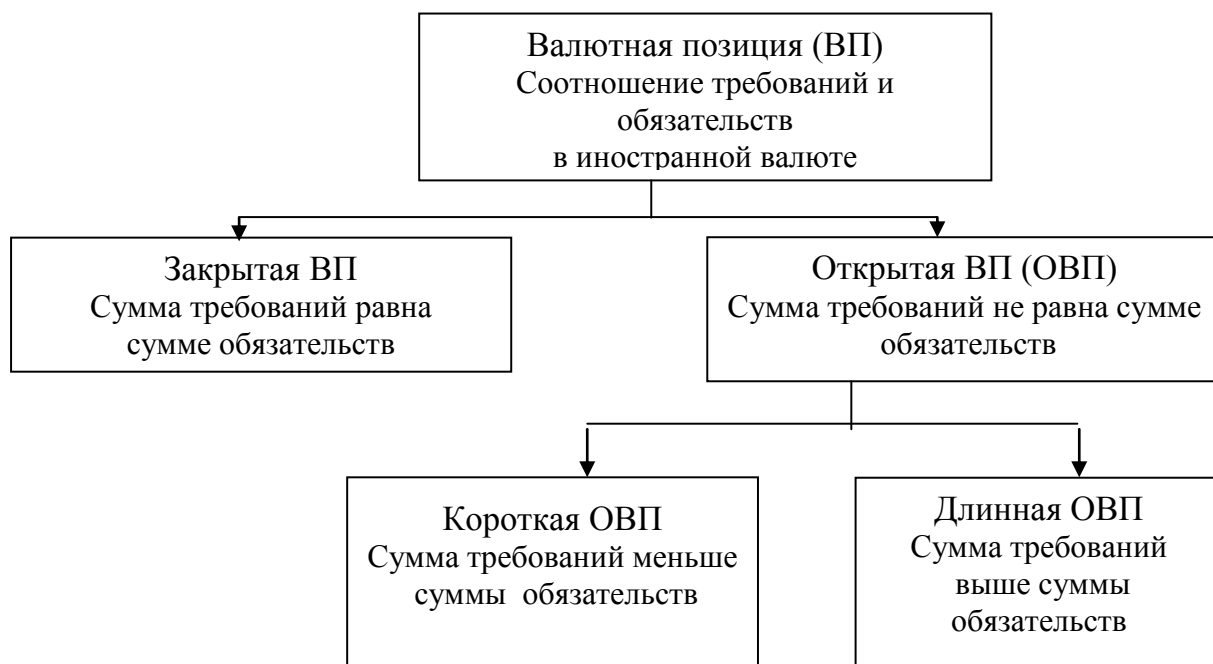 Валютная позиция (ВП)
Соотношение требований и
обязательств
в иностранной валюте
Закрытая ВП
Сумма требований равна
сумме обязательств
Открытая ВП (ОВП)
Сумма требований не равна сумме
обязательств
Короткая ОВП
Сумма требований меньше
суммы обязательств
Длинная ОВП
Сумма требований
выше суммы
обязательств